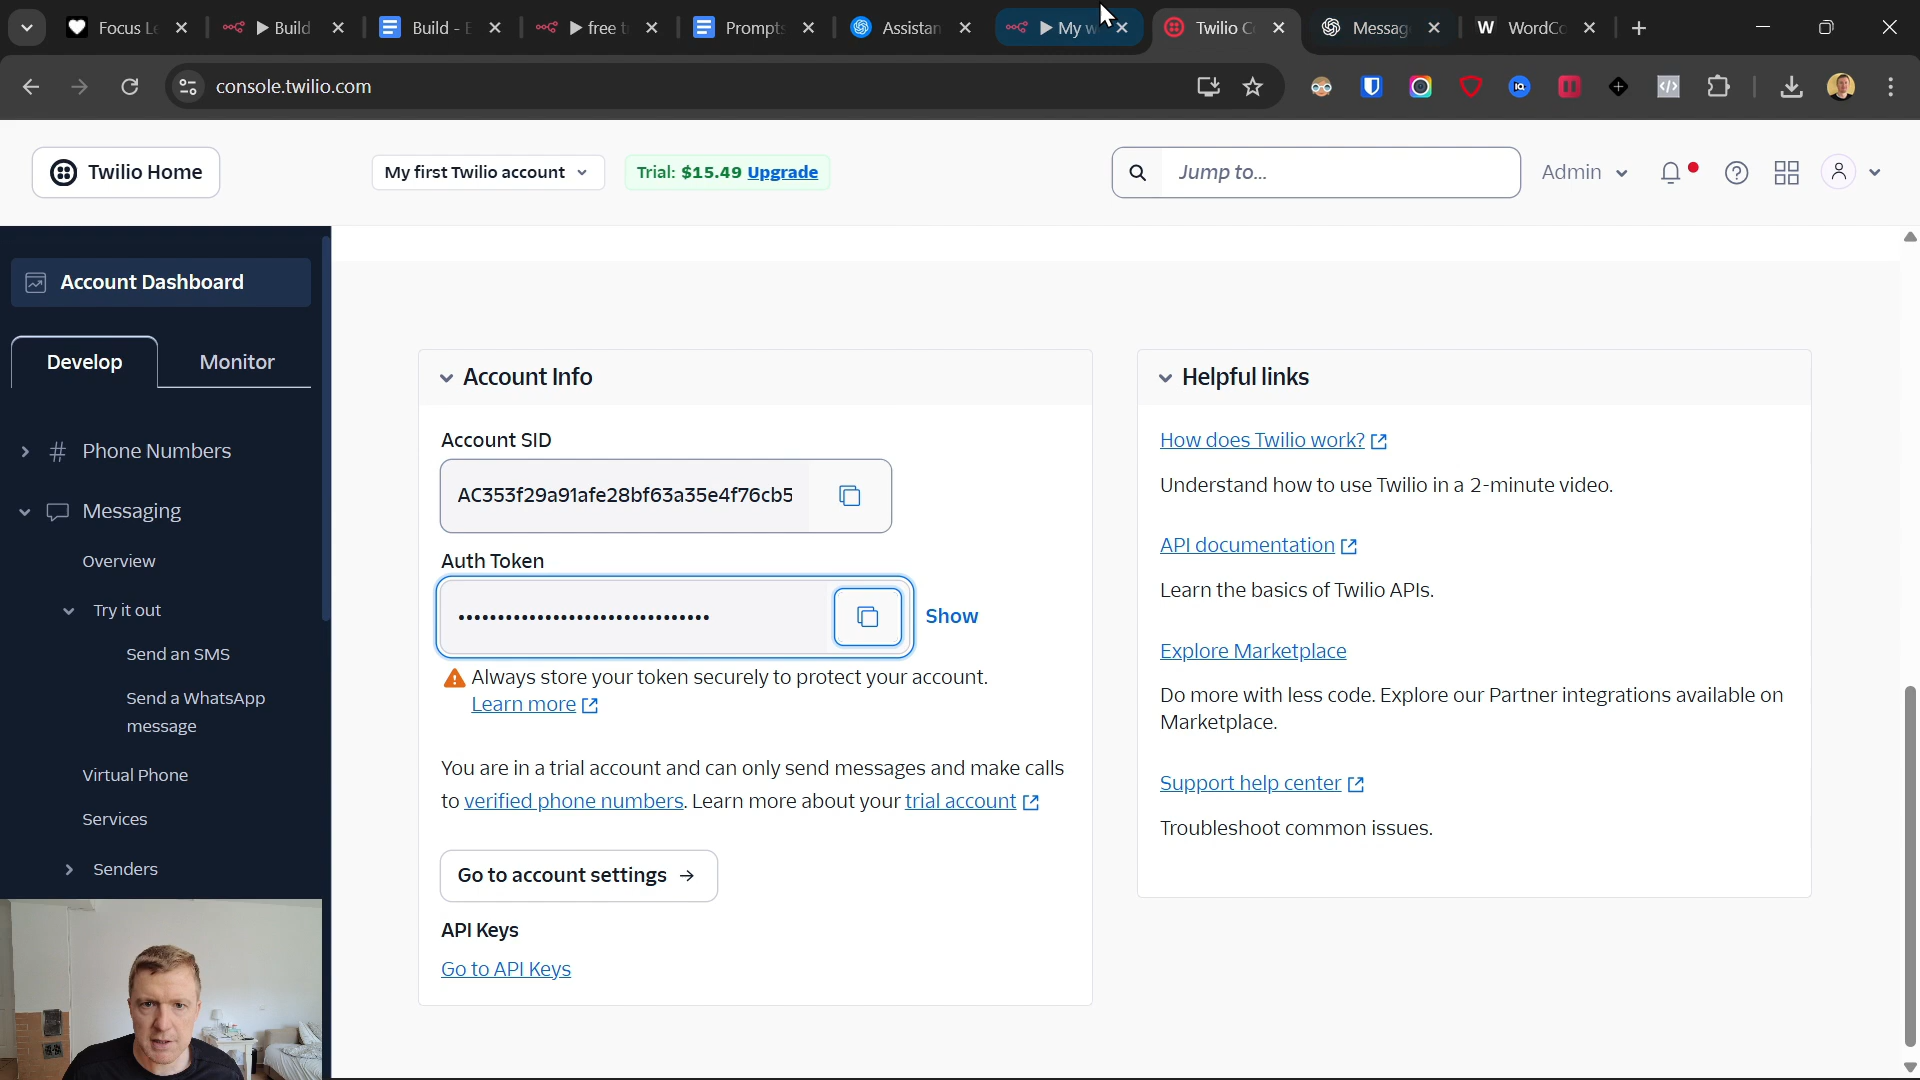 Focus Le
Build
Build - E
free t
Prompt
Assistan
My w
Twilio C
Messag
WordCo
console.twilio.com
Twilio Home
My first Twilio account
Trial: $15.49 Upgrade
Jump to...
Admin
Account Dashboard
Develop
Monitor
Phone Numbers
Messaging
Overview
Try it out
Send an SMS
Send a WhatsApp
message
Virtual Phone
Services
Senders
Account Info
Account SID
AC353f29a91afe28bf63a35e4f76cb5
Auth Token
••••••••••••••••••••••••••••••••
Show
Always store your token securely to protect your account.
Learn more
You are in a trial account and can only send messages and make calls
to verified phone numbers. Learn more about your trial account
Go to account settings →
API Keys
Go to API Keys
Helpful links
How does Twilio work?
Understand how to use Twilio in a 2-minute video.
API documentation
Learn the basics of Twilio APIs.
Explore Marketplace
Do more with less code. Explore our Partner integrations available on
Marketplace.
Support help center
Troubleshoot common issues.